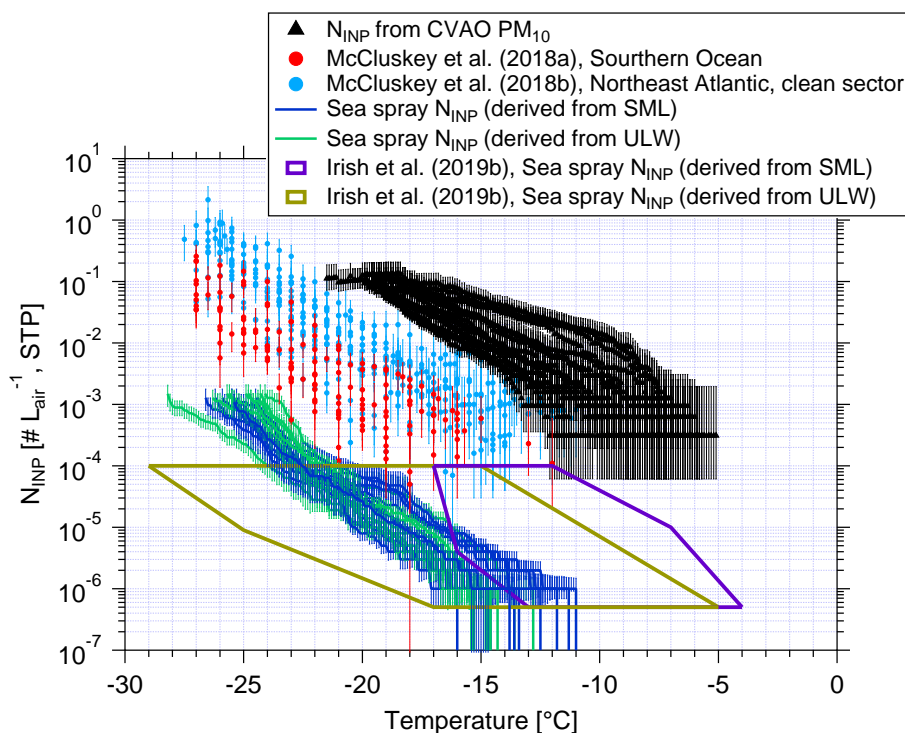 N_INP from CVAO PM_10
McCluskey et al. (2018a), Sourthern Ocean
McCluskey et al. (2018b), Northeast Atlantic, clean sector
Sea spray N_INP (derived from SML)
Sea spray N_INP (derived from ULW)
Irish et al. (2019b), Sea spray N_INP (derived from SML)
Irish et al. (2019b), Sea spray N_INP (derived from ULW)
10^1
10^0
10^-1
10^-2
10^-3
10^-4
10^-5
10^-6
10^-7
N_INP [# L_air^-1, STP]
-30 -25 -20 -15 -10 -5 0
Temperature [°C]